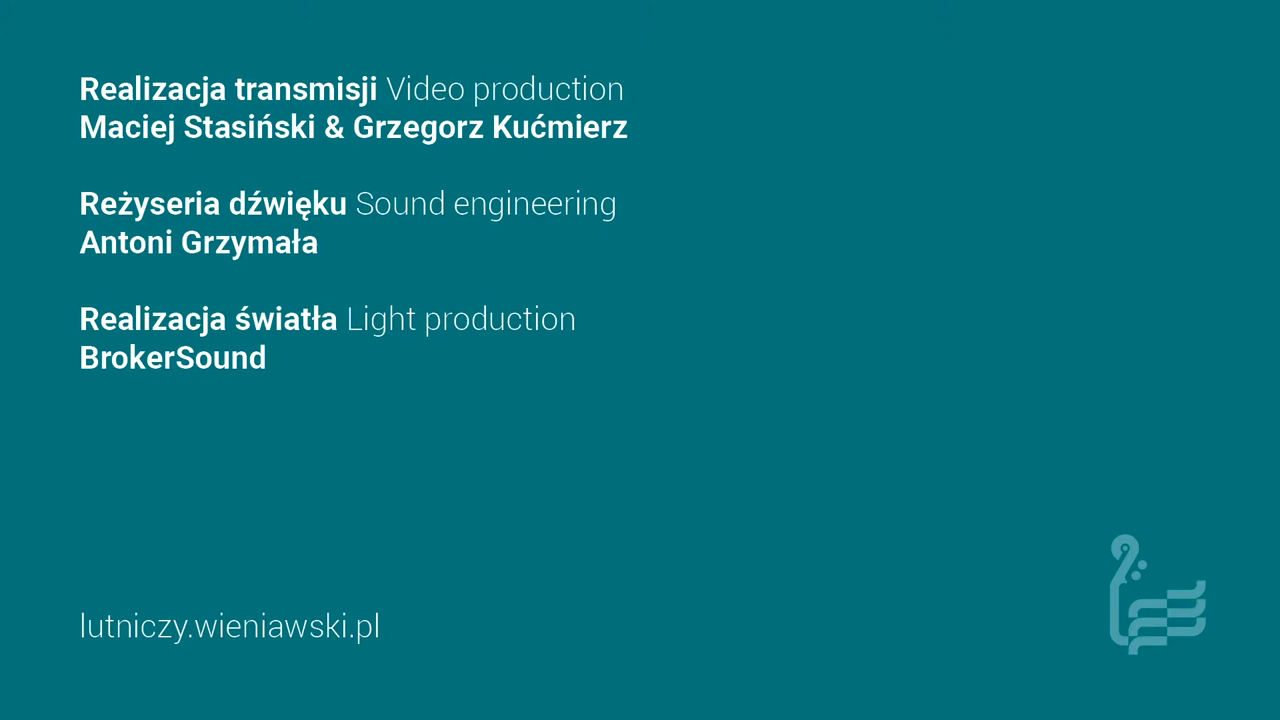 Realizacja transmisji Video production
Maciej Stasiński & Grzegorz Kućmierz
Reżyseria dźwięku Sound engineering
Antoni Grzymała
Realizacja światła Light production
BrokerSound
lutniczy.wieniawski.pl